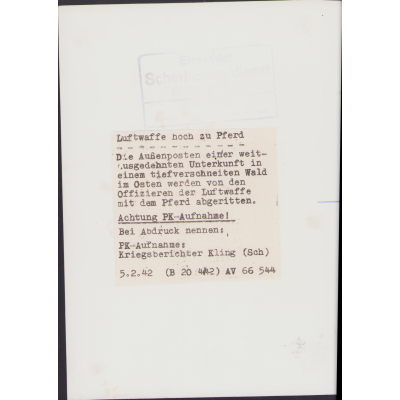 Luftwaffe hoch zu Pferd
Die Außenposten einer weit-
ausgedehnten Unterkunft in
einem tiefverschneiten Wald
im Osten werden von den
Offizieren der Luftwaffe
mit dem Pferd abgeritten.
Achtung PK-Aufnahme!
Bei Abdruck nennen:
PK-Aufnahme:
Kriegsberichter Kling (Sch)
5.2.42 (B 20 442) AV 66 544